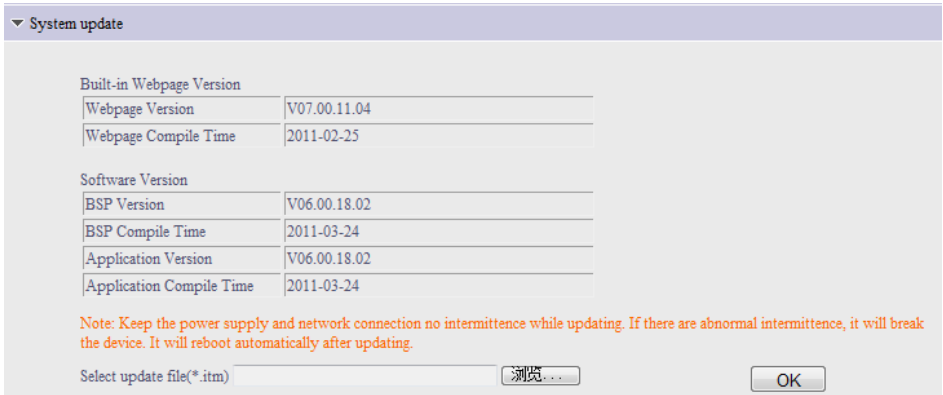 System update
Built-in Webpage Version
Webpage Version V07.00.11.04
Webpage Compile Time 2011-02-25
Software Version
BSP Version V06.00.18.02
BSP Compile Time 2011-03-24
Application Version V06.00.18.02
Application Compile Time 2011-03-24
Note: Keep the power supply and network connection no intermittence while updating. If there are abnormal intermittence, it will break
the device. It will reboot automatically after updating.
Select update file(*.itm) 浏览... OK